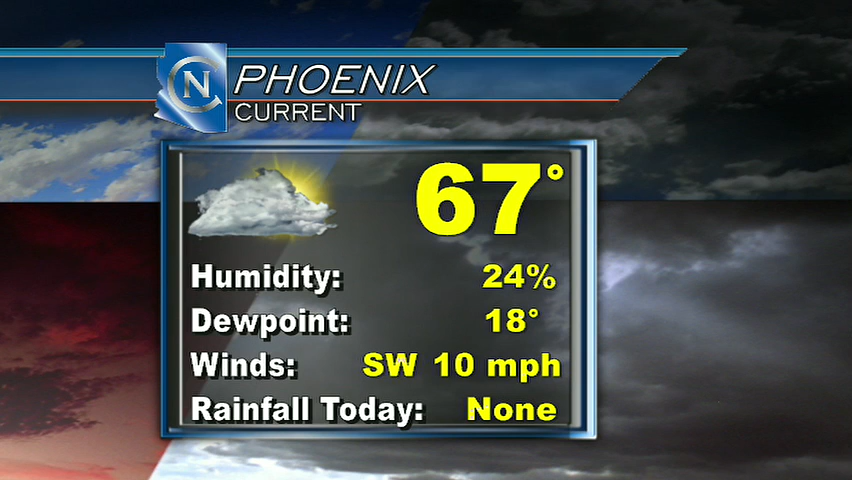 CN
PHOENIX
CURRENT
67°
Humidity: 24%
Dewpoint: 18°
Winds: SW 10 mph
Rainfall Today: None